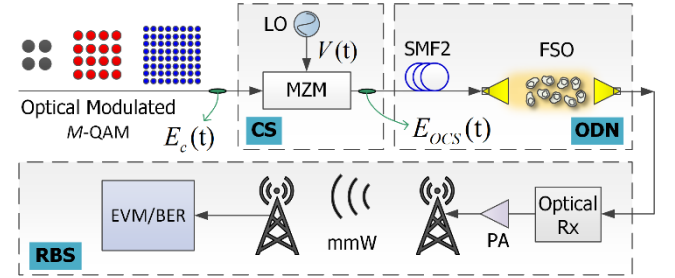 LO
V(t)
SMF2
FSO
MZM
Optical Modulated
M-QAM
E_c(t)
CS
E_OCS(t)
ODN
EVM/BER
mmW
PA
Optical
Rx
RBS